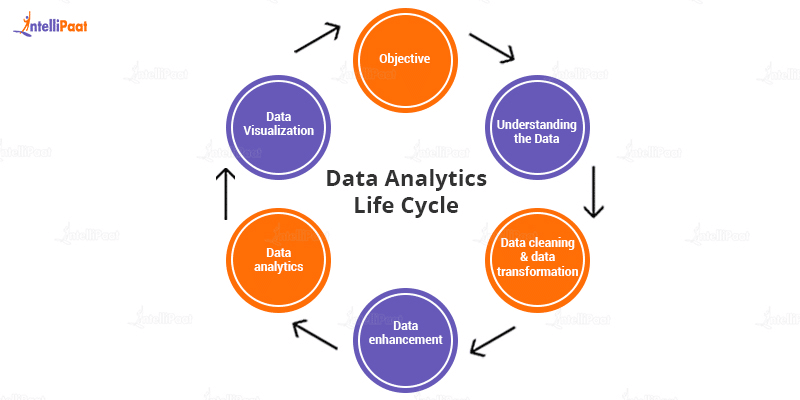 IntelliPaat
Objective
Understanding
the Data
Data cleaning
& data
transformation
Data
enhancement
Data
analytics
Data
Visualization
Data Analytics
Life Cycle